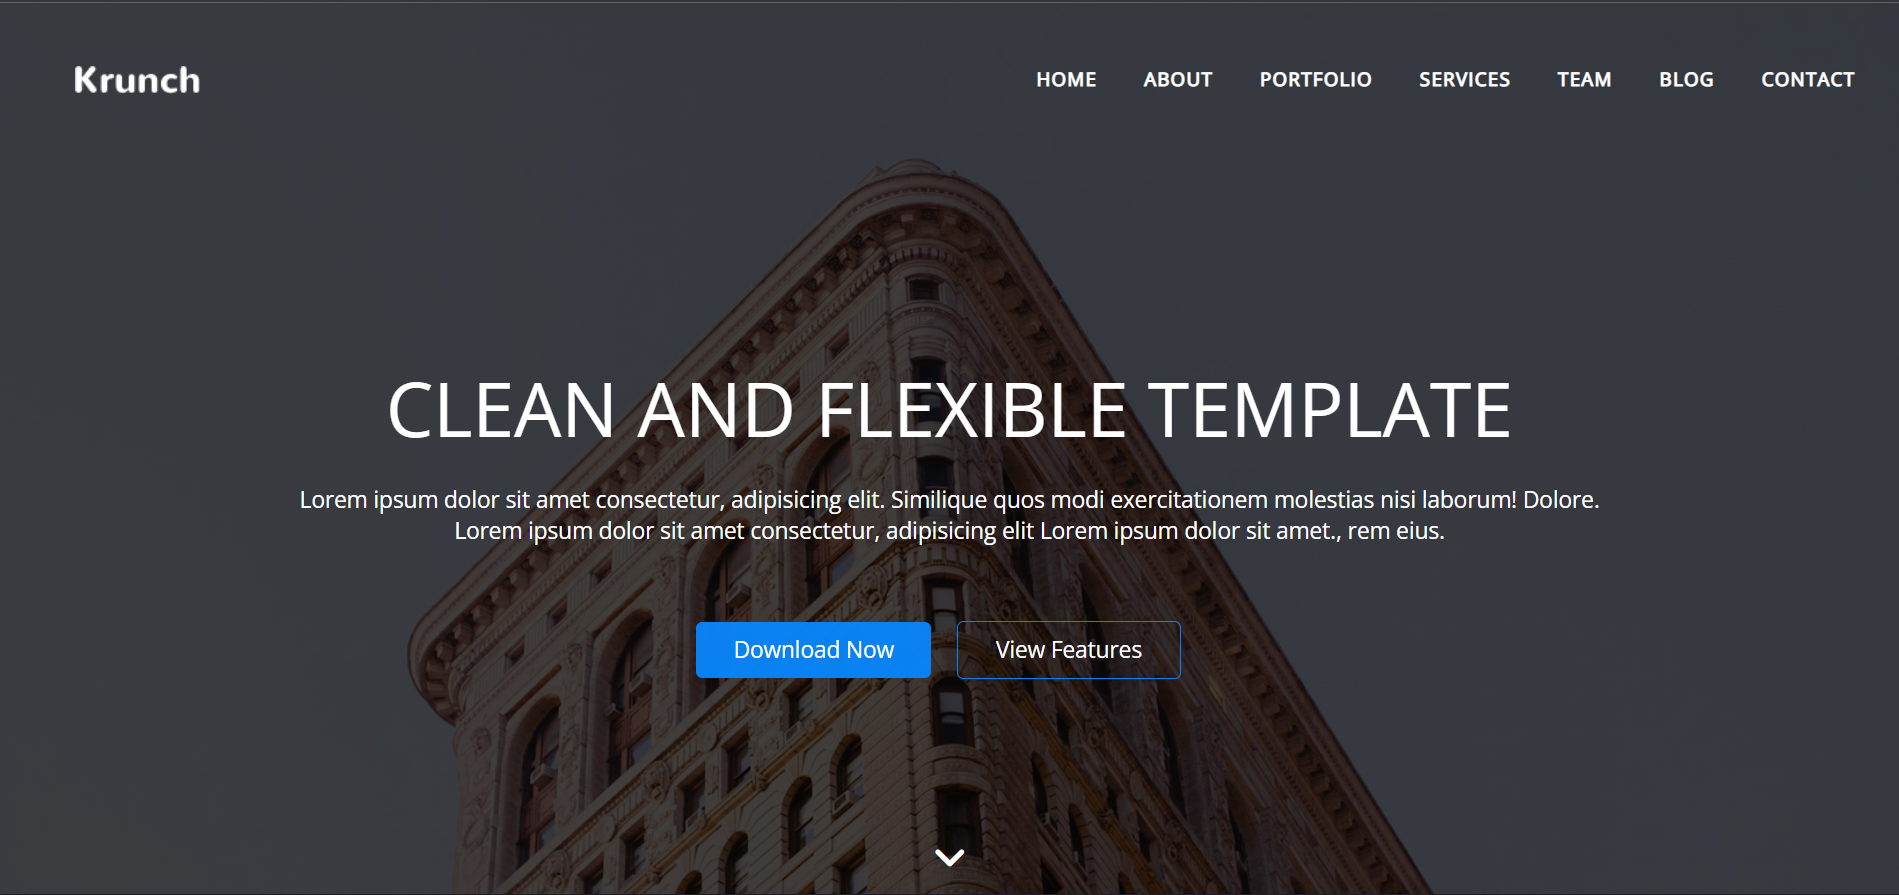 Krunch
HOME ABOUT PORTFOLIO SERVICES TEAM BLOG CONTACT
CLEAN AND FLEXIBLE TEMPLATE
Lorem ipsum dolor sit amet consectetur, adipisicing elit. Similique quos modi exercitationem molestias nisi laborum! Dolore.
Lorem ipsum dolor sit amet consectetur, adipisicing elit Lorem ipsum dolor sit amet., rem eius.
Download Now View Features